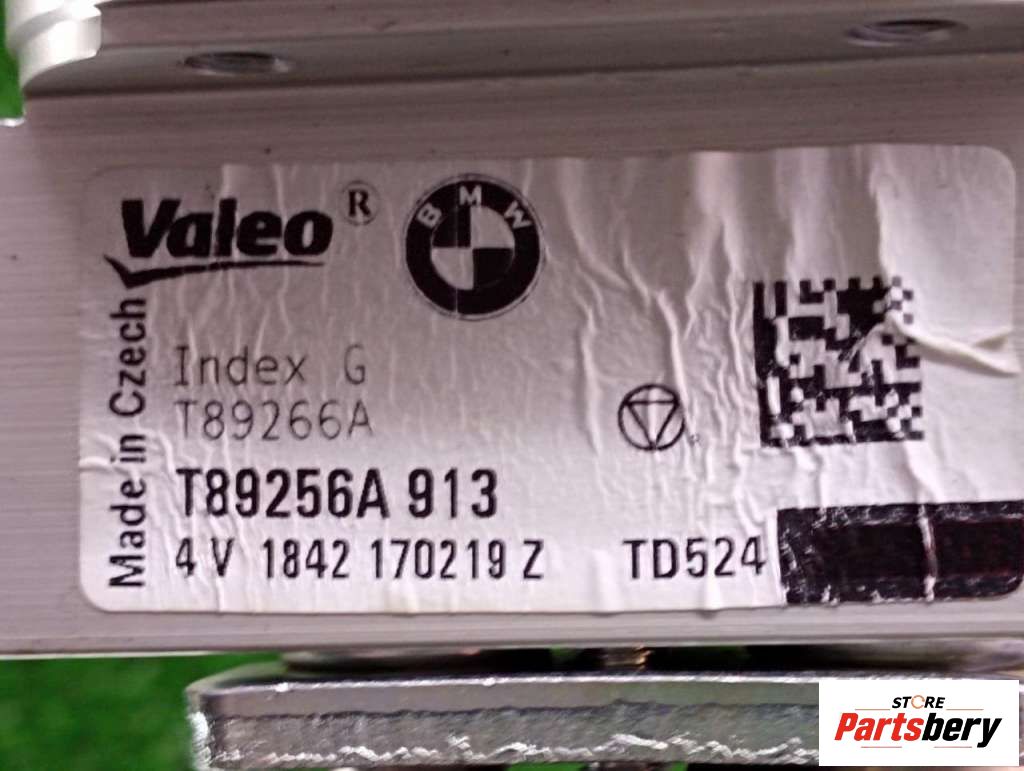 Valeo ®
BMW
Made in Czech
Index G
T89266A
T89256A 913
4 V 1842 170219 Z TD524
STORE
Partsbery